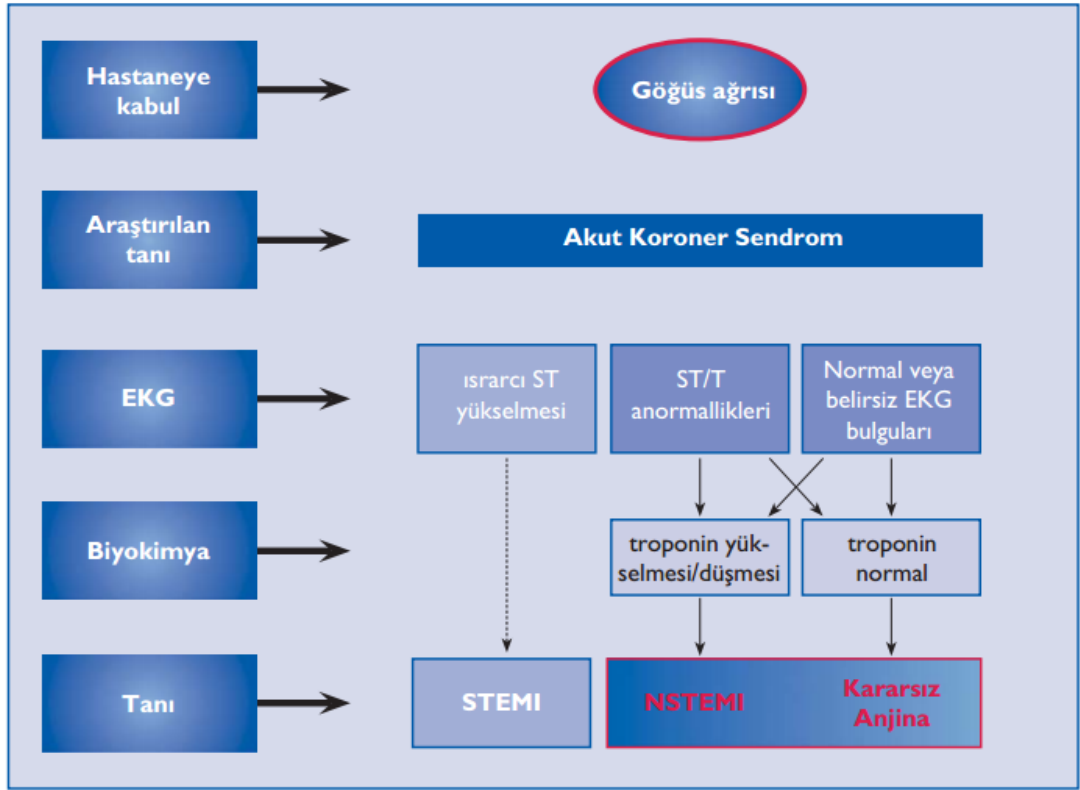 Hastaneye
kabul
Göğüs ağrısı
Araştırılan
tanı
Akut Koroner Sendrom
EKG
ısrarcı ST
yükselmesi
ST/T
anormallikleri
Normal veya
belirsiz EKG
bulguları
Biyokimya
troponin yük-
selmesi/düşmesi
troponin
normal
Tanı
STEMI
NSTEMI
Kararsız
Anjina